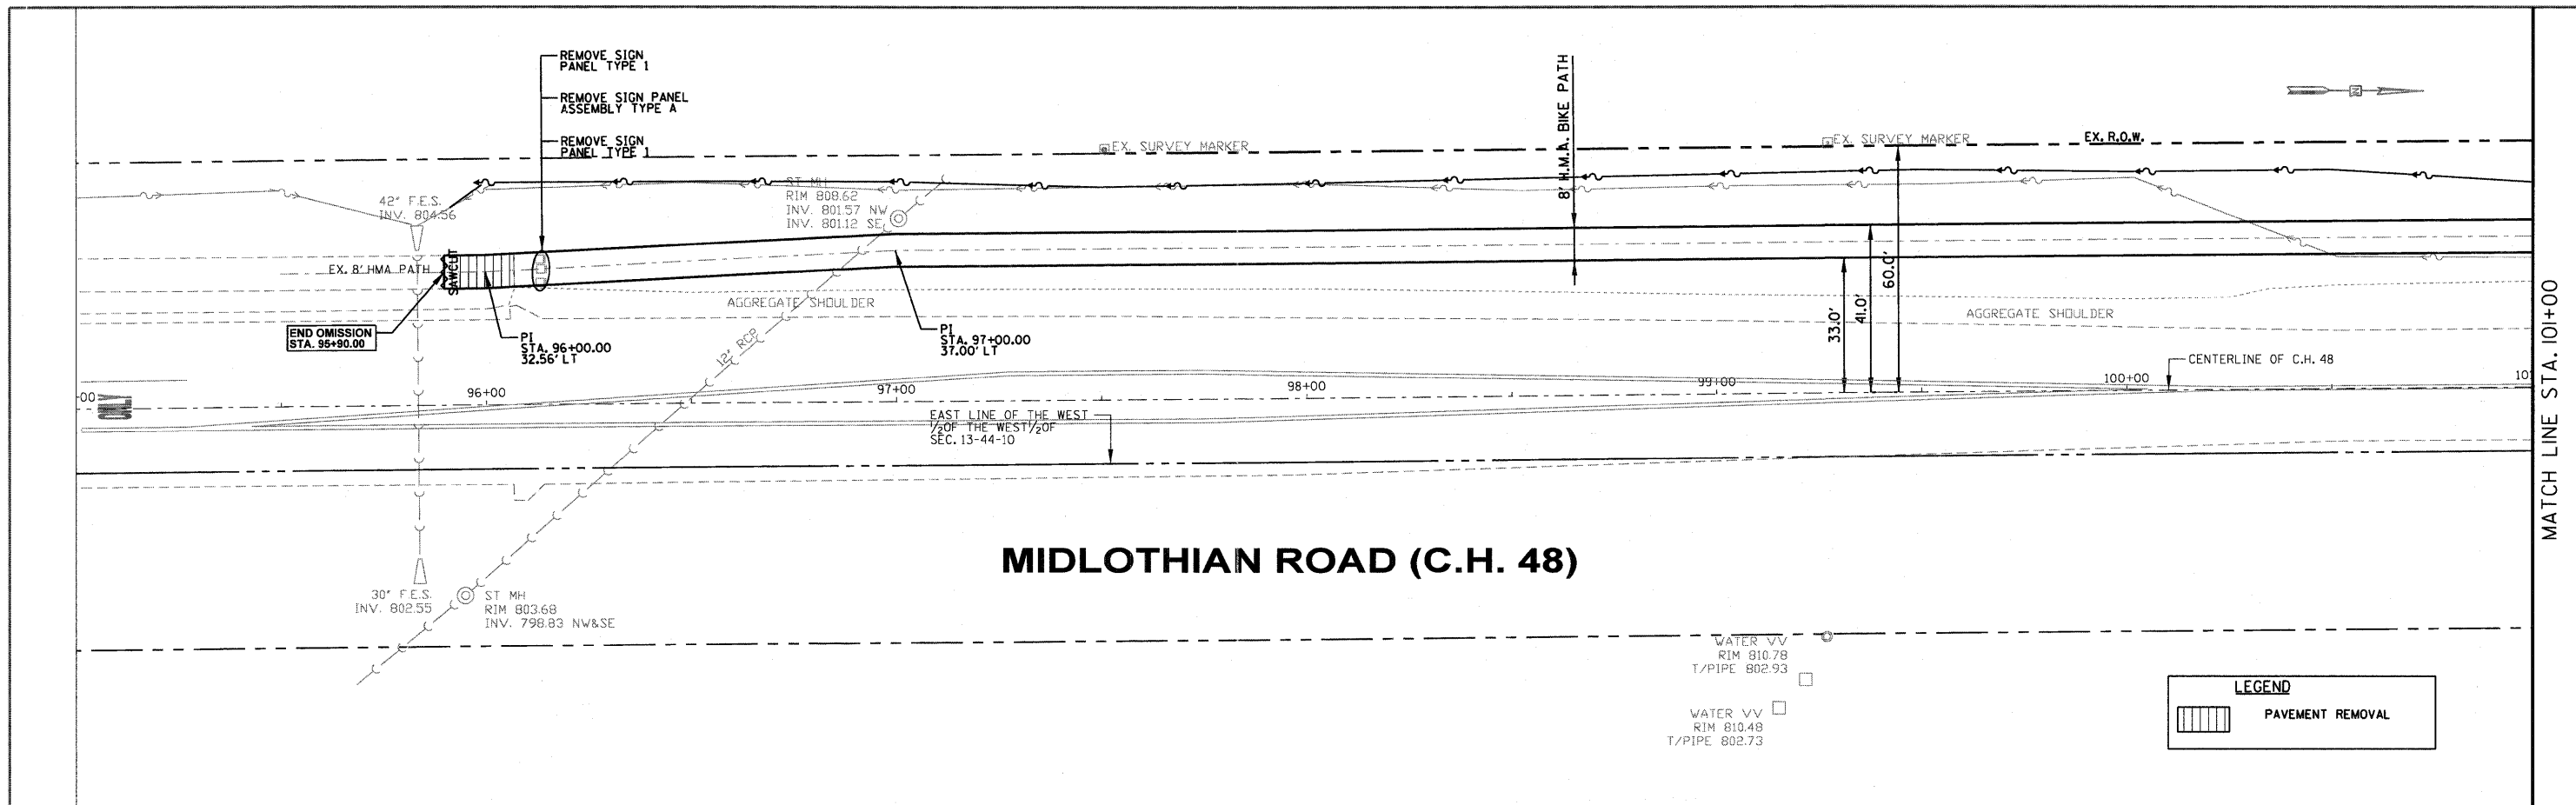 REMOVE SIGN
PANEL TYPE 1
REMOVE SIGN PANEL
ASSEMBLY TYPE A
REMOVE SIGN
PANEL TYPE 1
8' H.M.A. BIKE PATH
N
EX. SURVEY MARKER
EX. SURVEY MARKER
EX. R.O.W.
42" F.E.S.
INV. 804.56
ST MH
RIM 808.62
INV. 801.57 NW
INV. 801.12 SE
EX. 8' HMA PATH
SAWCUT
AGGREGATE SHOULDER
AGGREGATE SHOULDER
END OMISSION
STA. 95+90.00
PI
STA. 96+00.00
32.56' LT
12" RCP
PI
STA. 97+00.00
37.00' LT
33.0'
41.0'
60.0'
CENTERLINE OF C.H. 48
+00
96+00
97+00
98+00
99+00
100+00
101
EAST LINE OF THE WEST
1/2 OF THE WEST 1/2 OF
SEC. 13-44-10
MATCH LINE STA. 101+00
MIDLOTHIAN ROAD (C.H. 48)
30" F.E.S.
INV. 802.55
ST MH
RIM 803.68
INV. 798.83 NW&SE
WATER VV
RIM 810.78
T/PIPE 802.93
WATER VV
RIM 810.48
T/PIPE 802.73
LEGEND
PAVEMENT REMOVAL